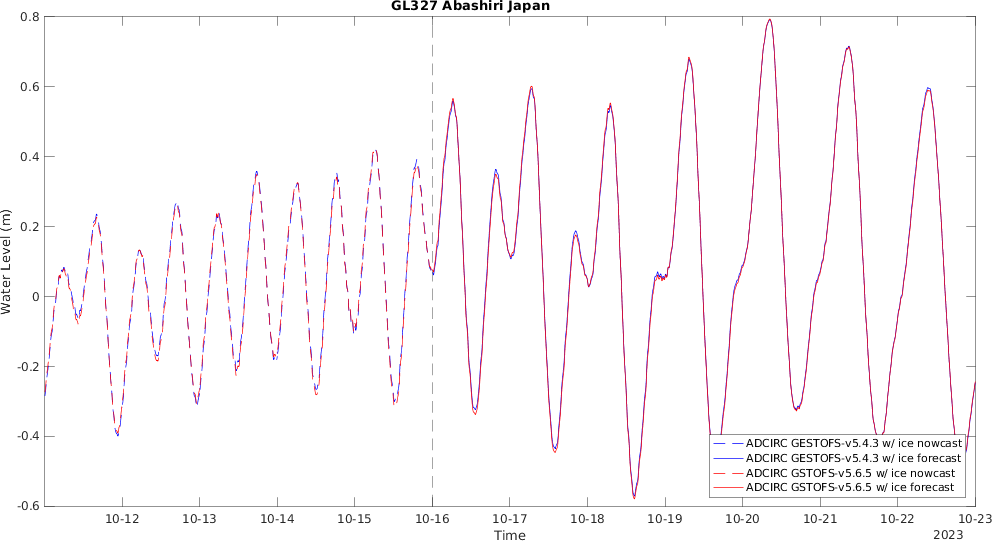 GL327 Abashiri Japan
0.8
0.6
0.4
0.2
0
-0.2
-0.4
-0.6
Water Level (m)
ADCIRC GESTOFS-v5.4.3 w/ ice nowcast
ADCIRC GESTOFS-v5.4.3 w/ ice forecast
ADCIRC GSTOFS-v5.6.5 w/ ice nowcast
ADCIRC GSTOFS-v5.6.5 w/ ice forecast
10-12 10-13 10-14 10-15 10-16 10-17 10-18 10-19 10-20 10-21 10-22 10-23
Time
2023